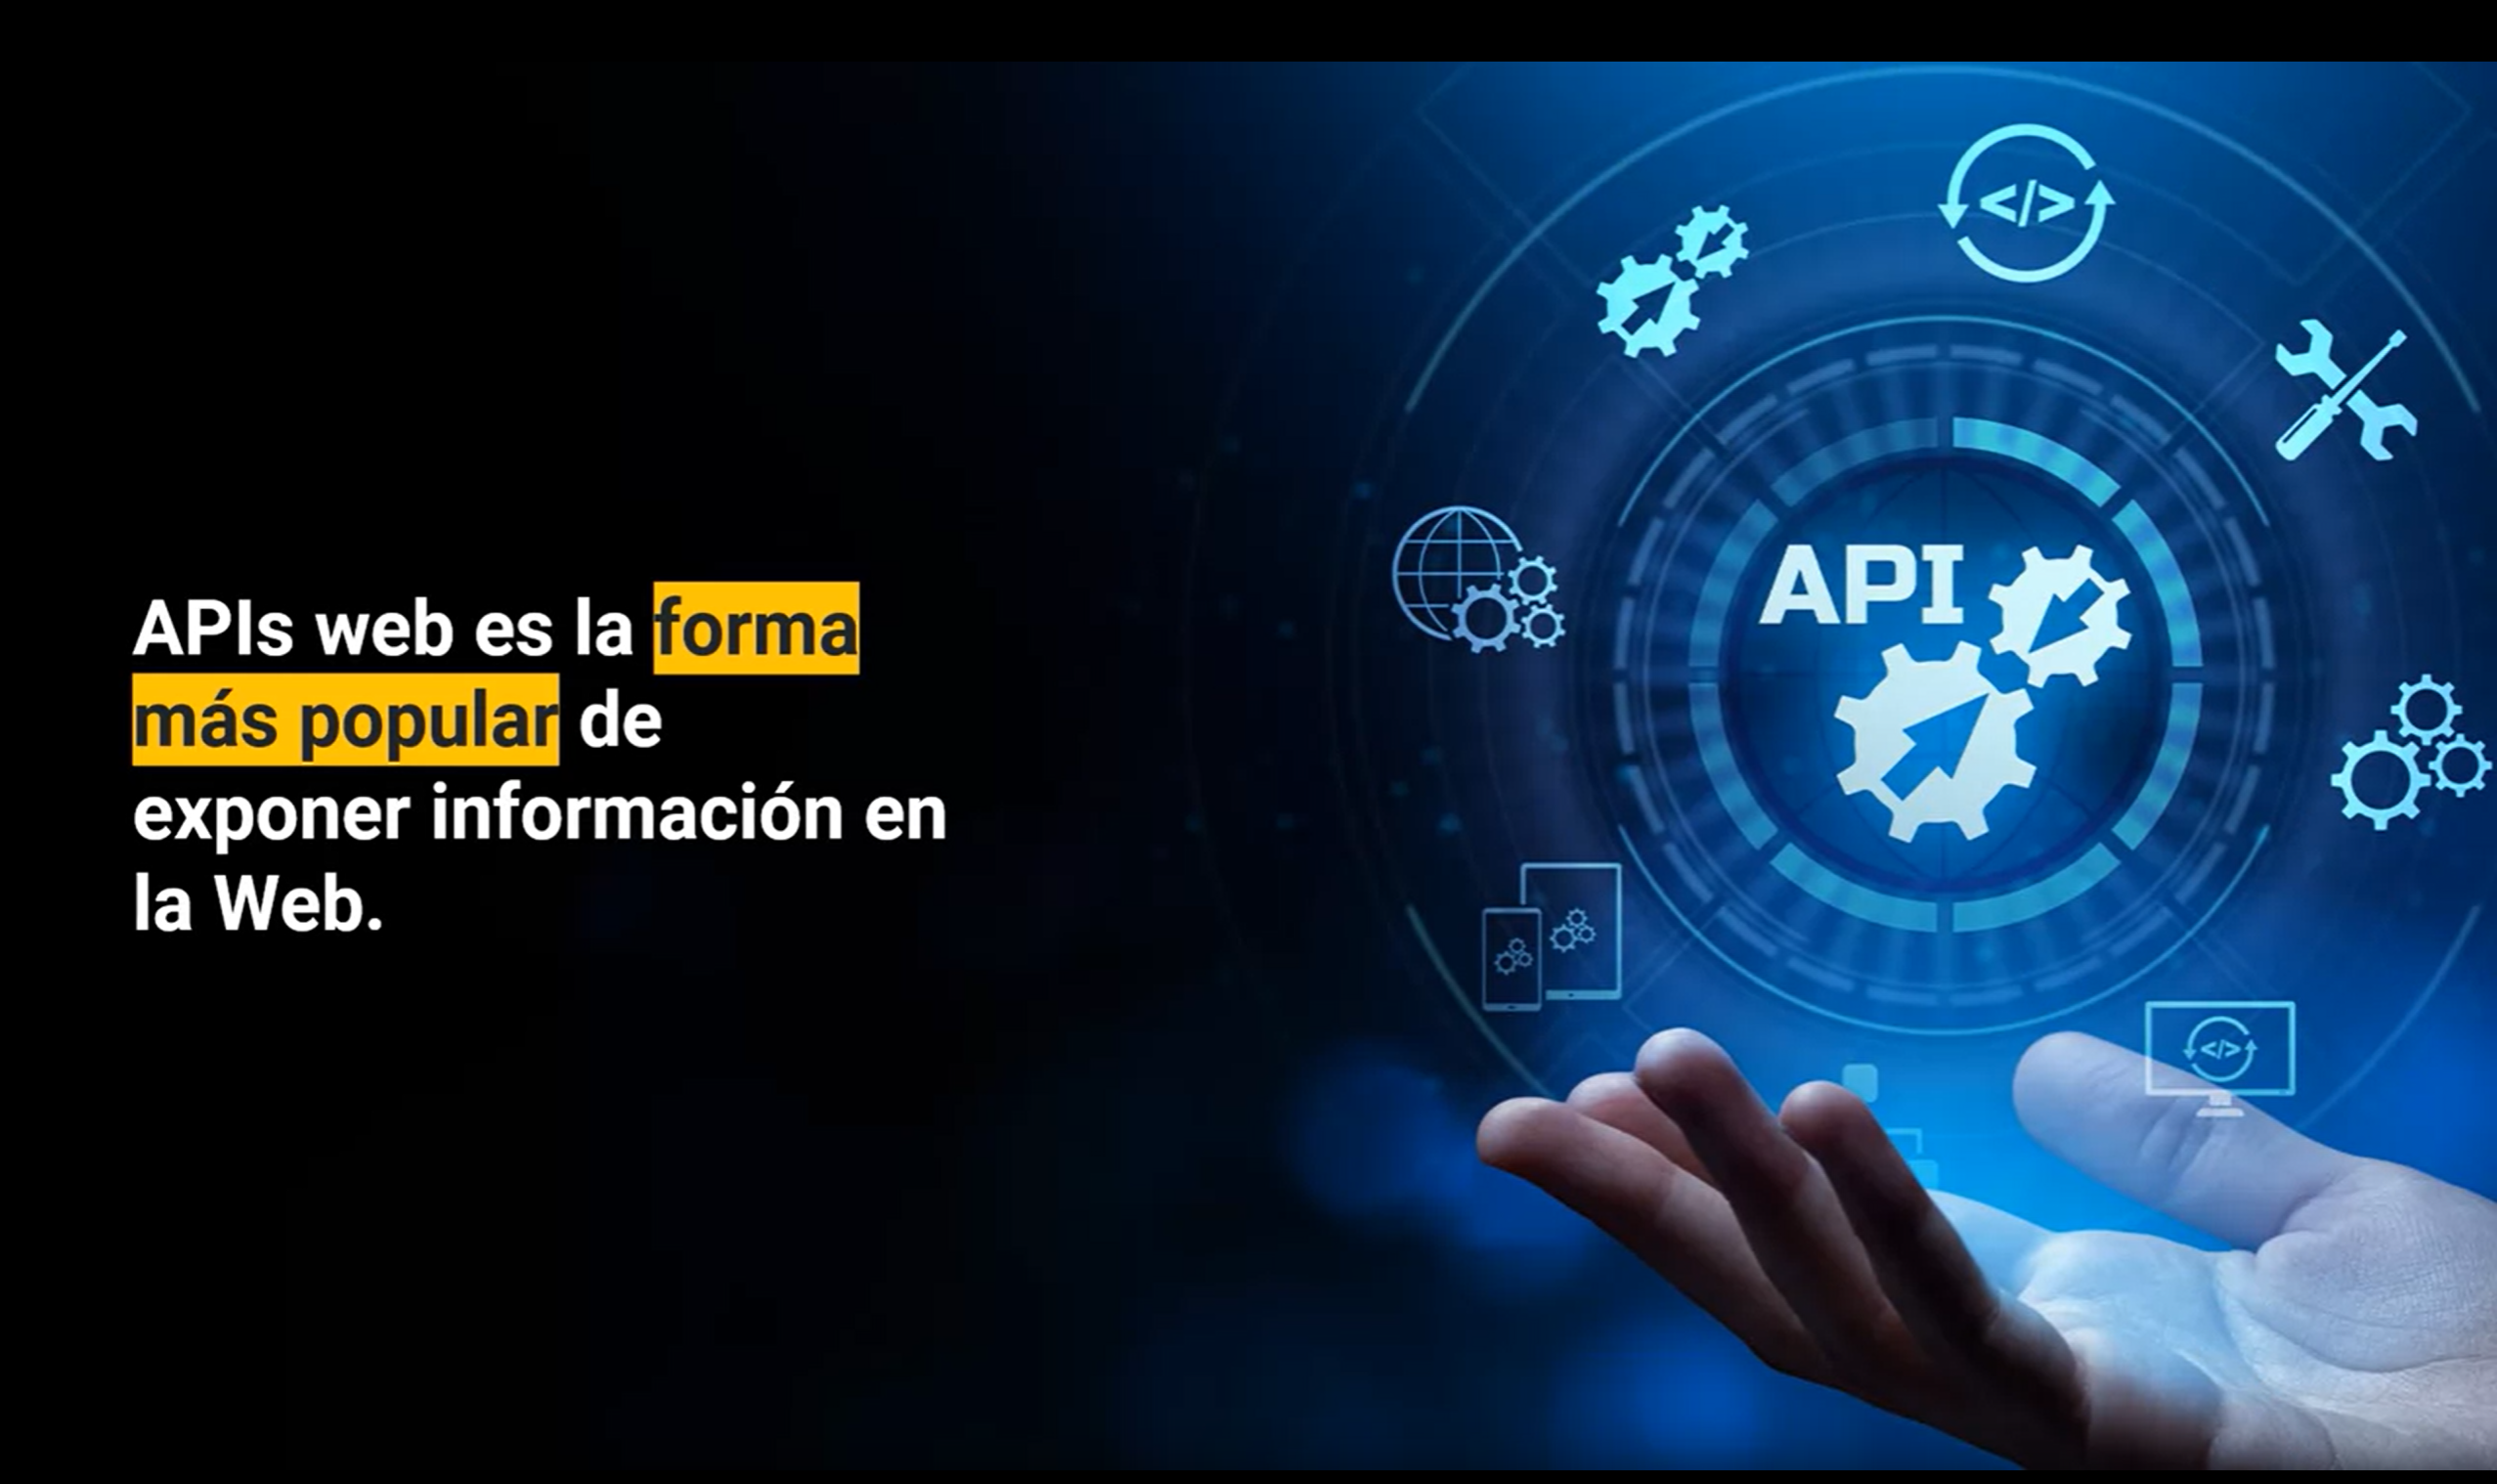 APIs web es la forma
más popular de
exponer información en
la Web.
</>
API
</>